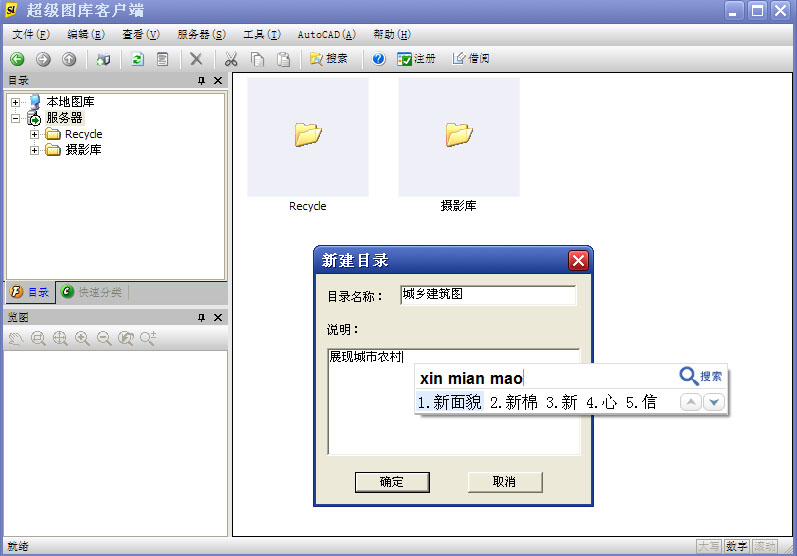 SL 超级图库客户端
文件(F) 编辑(E) 查看(V) 服务器(S) 工具(I) AutoCAD(A) 帮助(H)
搜索 注册 借阅
目录
本地图库
服务器
Recycle
摄影库
Recycle 摄影库
新建目录
目录名称： 城乡建筑图
说明：
展现城市农村
xin mian mao 搜索
1.新面貌 2.新棉 3.新 4.心 5.信
确定 取消
目录 快速分类
览图
就绪 大写 数字 滚动